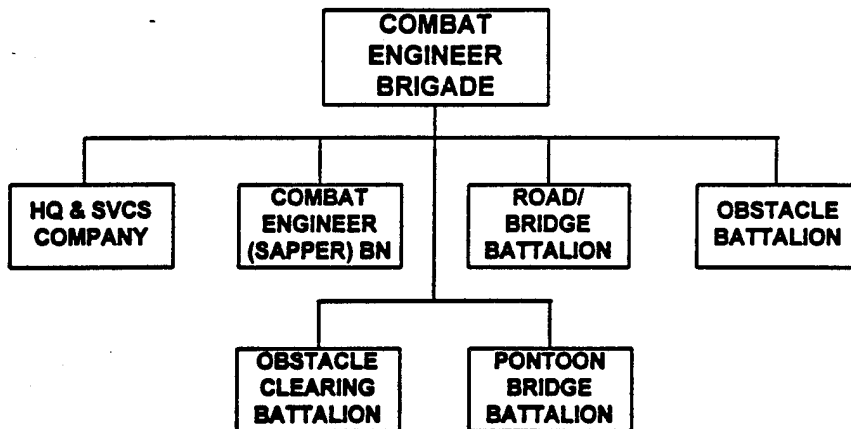 COMBAT
ENGINEER
BRIGADE
HQ & SVCS
COMPANY
COMBAT
ENGINEER
(SAPPER) BN
ROAD/
BRIDGE
BATTALION
OBSTACLE
BATTALION
OBSTACLE
CLEARING
BATTALION
PONTOON
BRIDGE
BATTALION